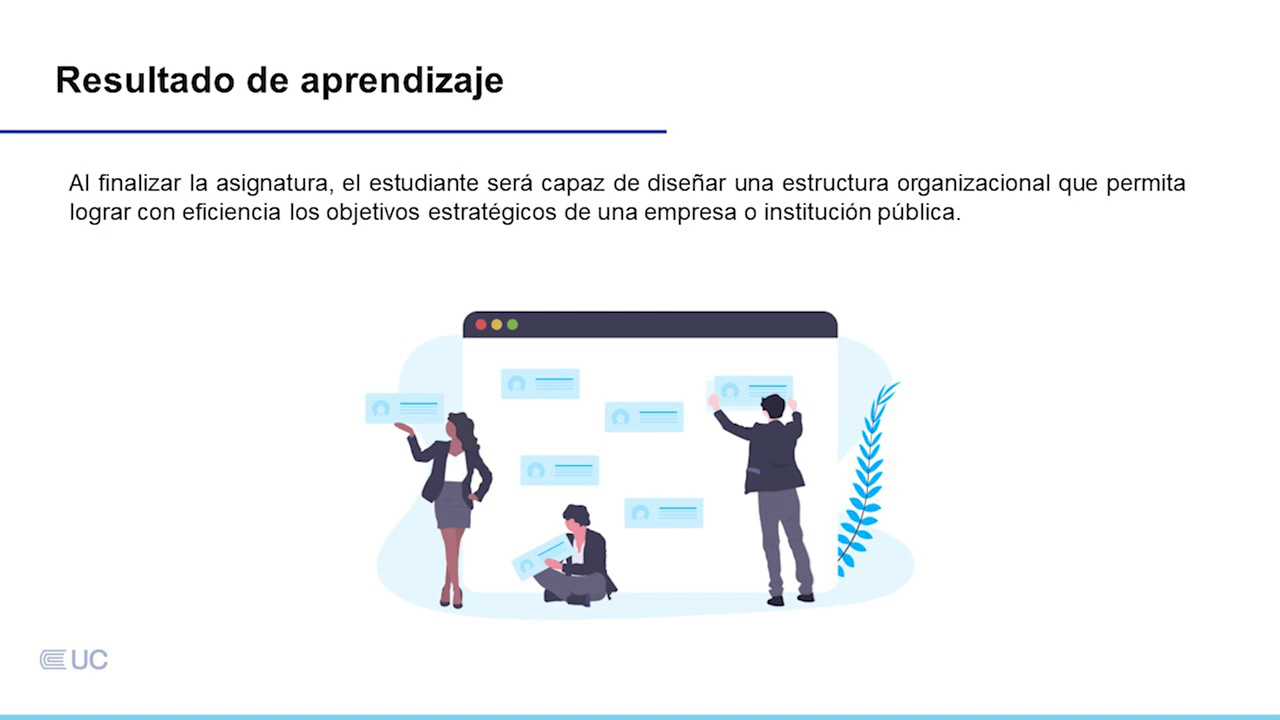 Resultado de aprendizaje
Al finalizar la asignatura, el estudiante será capaz de diseñar una estructura organizacional que permita
lograr con eficiencia los objetivos estratégicos de una empresa o institución pública.
UC